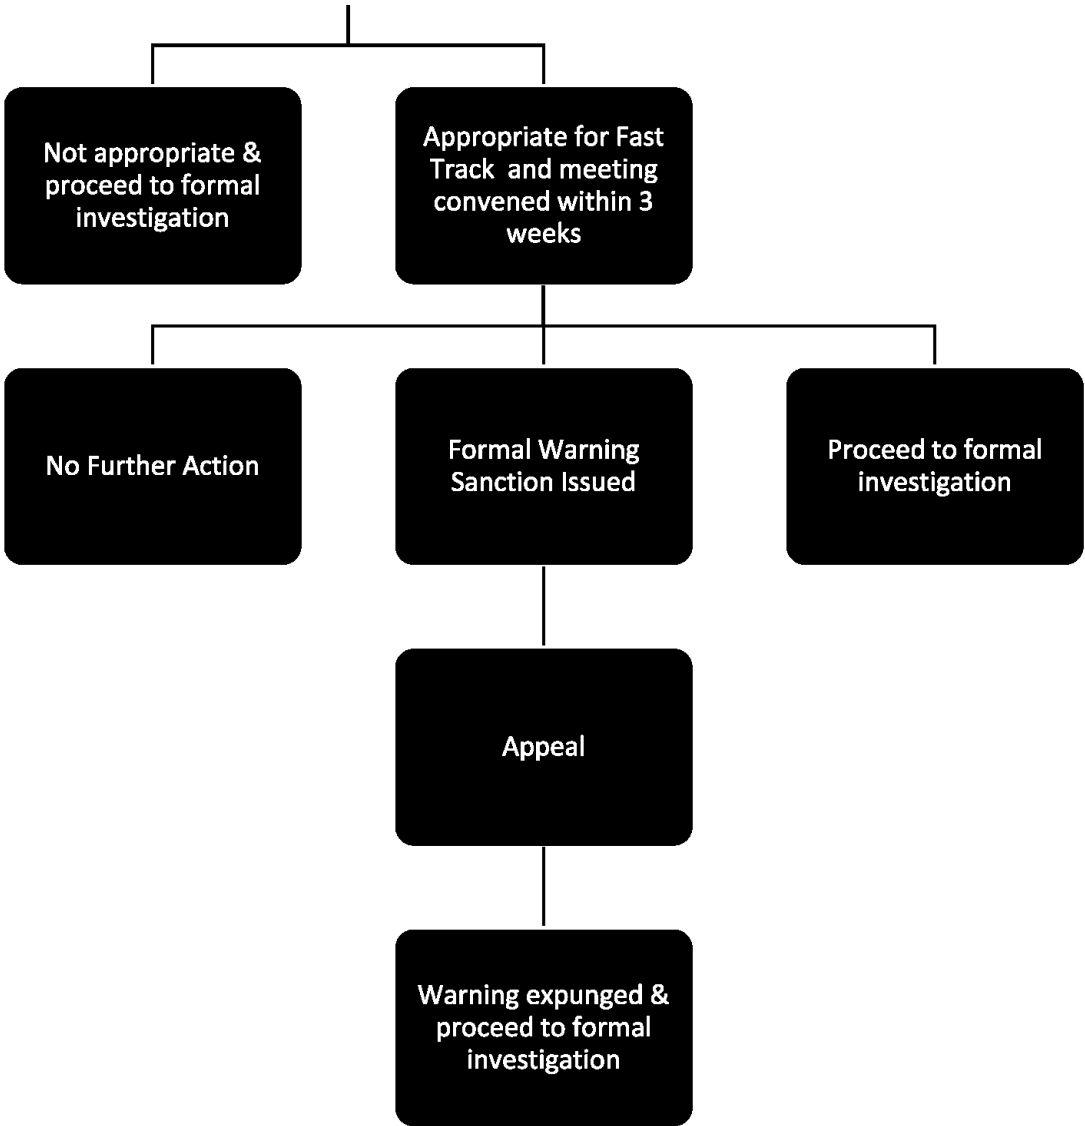 Not appropriate &
proceed to formal
investigation
Appropriate for Fast
Track  and meeting
convened within 3
weeks
No Further Action
Formal Warning
Sanction Issued
Proceed to formal
investigation
Appeal
Warning expunged &
proceed to formal
investigation